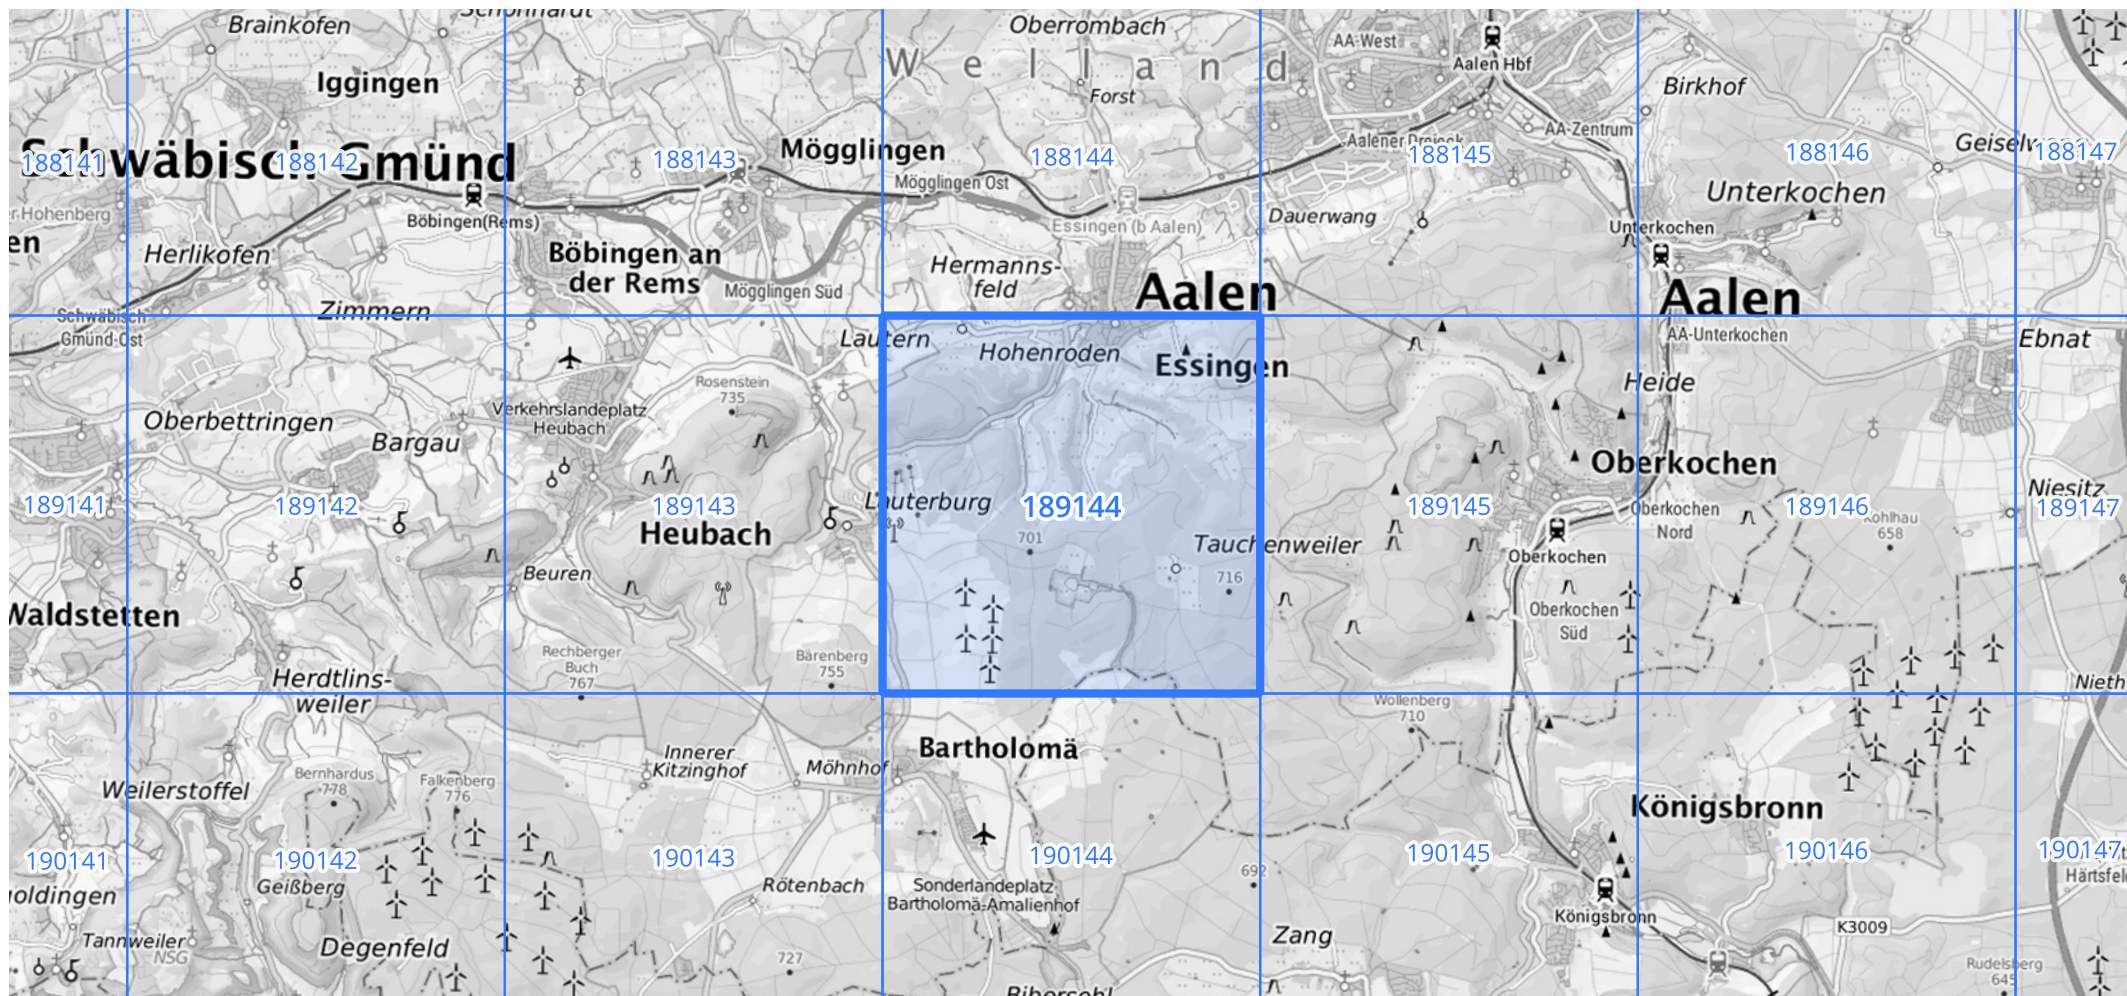 Brainkofen
Oberrombach
AA-West
Aalen Hbf
Iggingen
Welland
Forst
Birkhof
AA-Zentrum
Aalener Dreieck
Schwäbisch Gmünd
Mögglingen
188141
188142
188143
188144
188145
188146
188147
Mögglingen Ost
Unterkochen
Böbingen(Rems)
Essingen (b Aalen)
Dauerwang
Unterkochen
en
Herlikofen
Böbingen an
der Rems
Hermanns-
feld
Mögglingen Süd
Aalen
Aalen
Zimmern
Schwäbisch
Gmünd-Ost
Lautern
Hohenroden
Essingen
AA-Unterkochen
Ebnat
Rosenstein
735
Heide
Verkehrslandeplatz
Heubach
Oberbettringen
Bargau
Oberkochen
Lauterburg
Niesitz
189141
189142
189143
189144
189145
189146
189147
Oberkochen
Nord
Kohlhau
658
Heubach
701
Tauchenweiler
Oberkochen
Beuren
716
Waldstetten
Oberkochen
Süd
Rechberger
Buch
767
Bärenberg
755
Herdtlins-
weiler
Nieth
Wollenberg
710
Bartholomä
Innerer
Kitzinghof
Möhnhof
Weilerstoffel
Bernhardus
778
Falkenberg
776
Königsbronn
190141
190142
190143
190144
190145
190146
190147
Geißberg
Rötenbach
Sonderlandeplatz
Bartholomä-Amalienhof
692
Härtsfel
Königsbronn
K3009
Tannweiler
NSG
Degenfeld
727
Zang
Rudelsberg
645